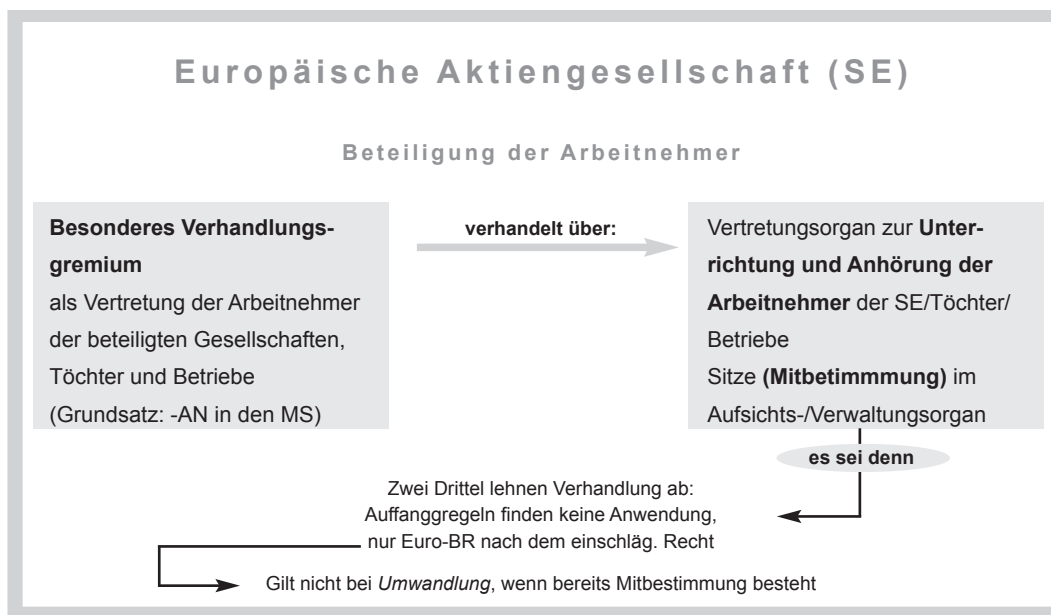 Europäische Aktiengesellschaft (SE)
Beteiligung der Arbeitnehmer
Besonderes Verhandlungs-
gremium
als Vertretung der Arbeitnehmer
der beteiligten Gesellschaften,
Töchter und Betriebe
(Grundsatz: -AN in den MS)
verhandelt über:
Vertretungsorgan zur Unter-
richtung und Anhörung der
Arbeitnehmer der SE/Töchter/
Betriebe
Sitze (Mitbetimmmung) im
Aufsichts-/Verwaltungsorgan
es sei denn
Zwei Drittel lehnen Verhandlung ab:
Auffanggregeln finden keine Anwendung,
nur Euro-BR nach dem einschläg. Recht
Gilt nicht bei Umwandlung, wenn bereits Mitbestimmung besteht